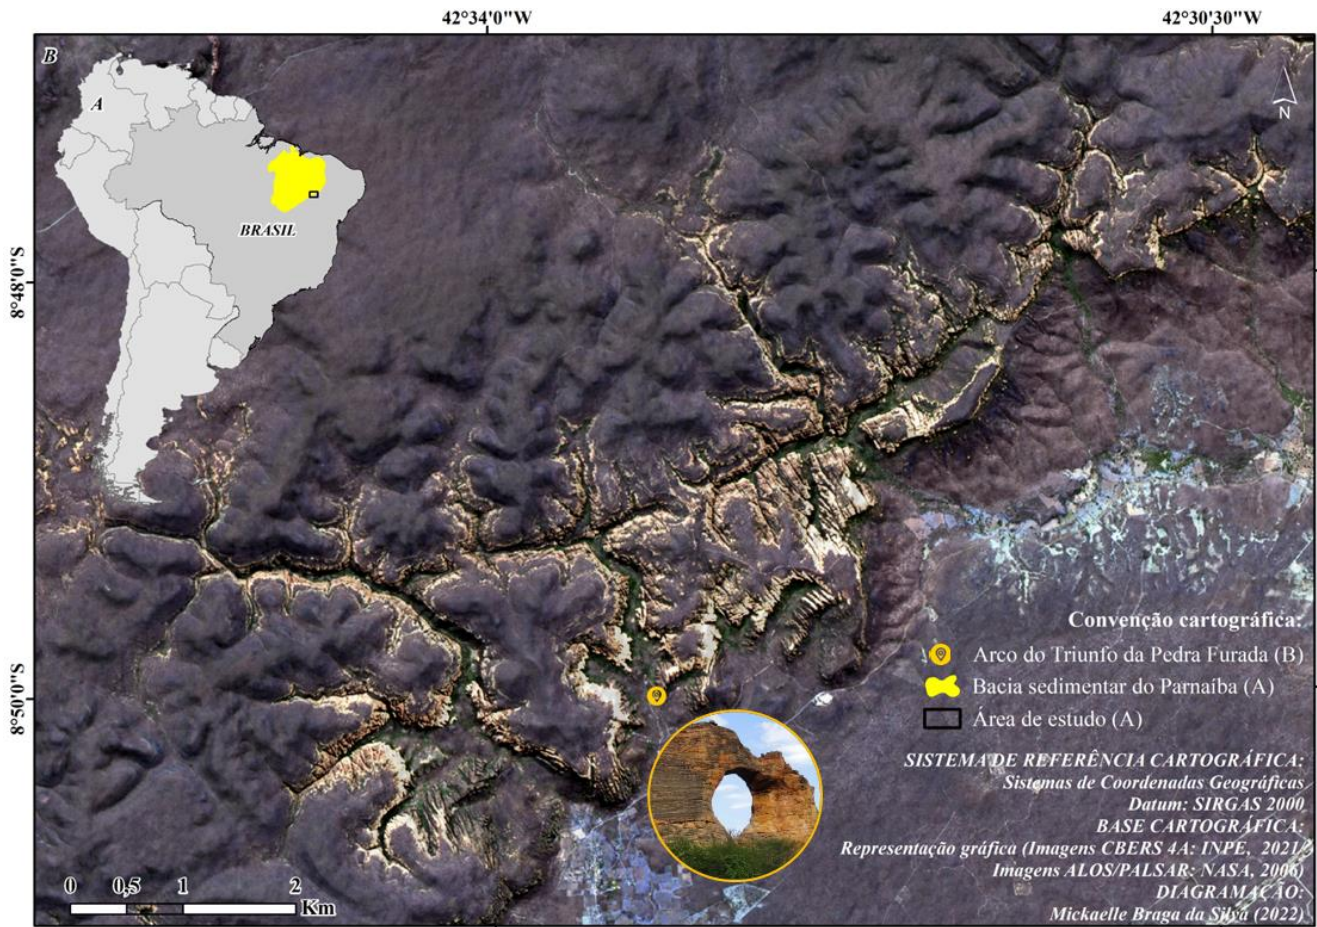 42°34'0"W
42°30'30"W
B
A
N
BRASIL
8°48'0"S
8°50'0"S
Convenção cartográfica:
Arco do Triunfo da Pedra Furada (B)
Bacia sedimentar do Parnaíba (A)
Área de estudo (A)
SISTEMA DE REFERÊNCIA CARTOGRÁFICA:
Sistemas de Coordenadas Geográficas
Datum: SIRGAS 2000
BASE CARTOGRÁFICA:
Representação gráfica (Imagens CBERS 4A: INPE, 2021/
Imagens ALOS/PALSAR: NASA, 2006)
DIAGRAMAÇÃO:
Mickaelle Braga da Silva (2022)
0 0,5 1 2
Km